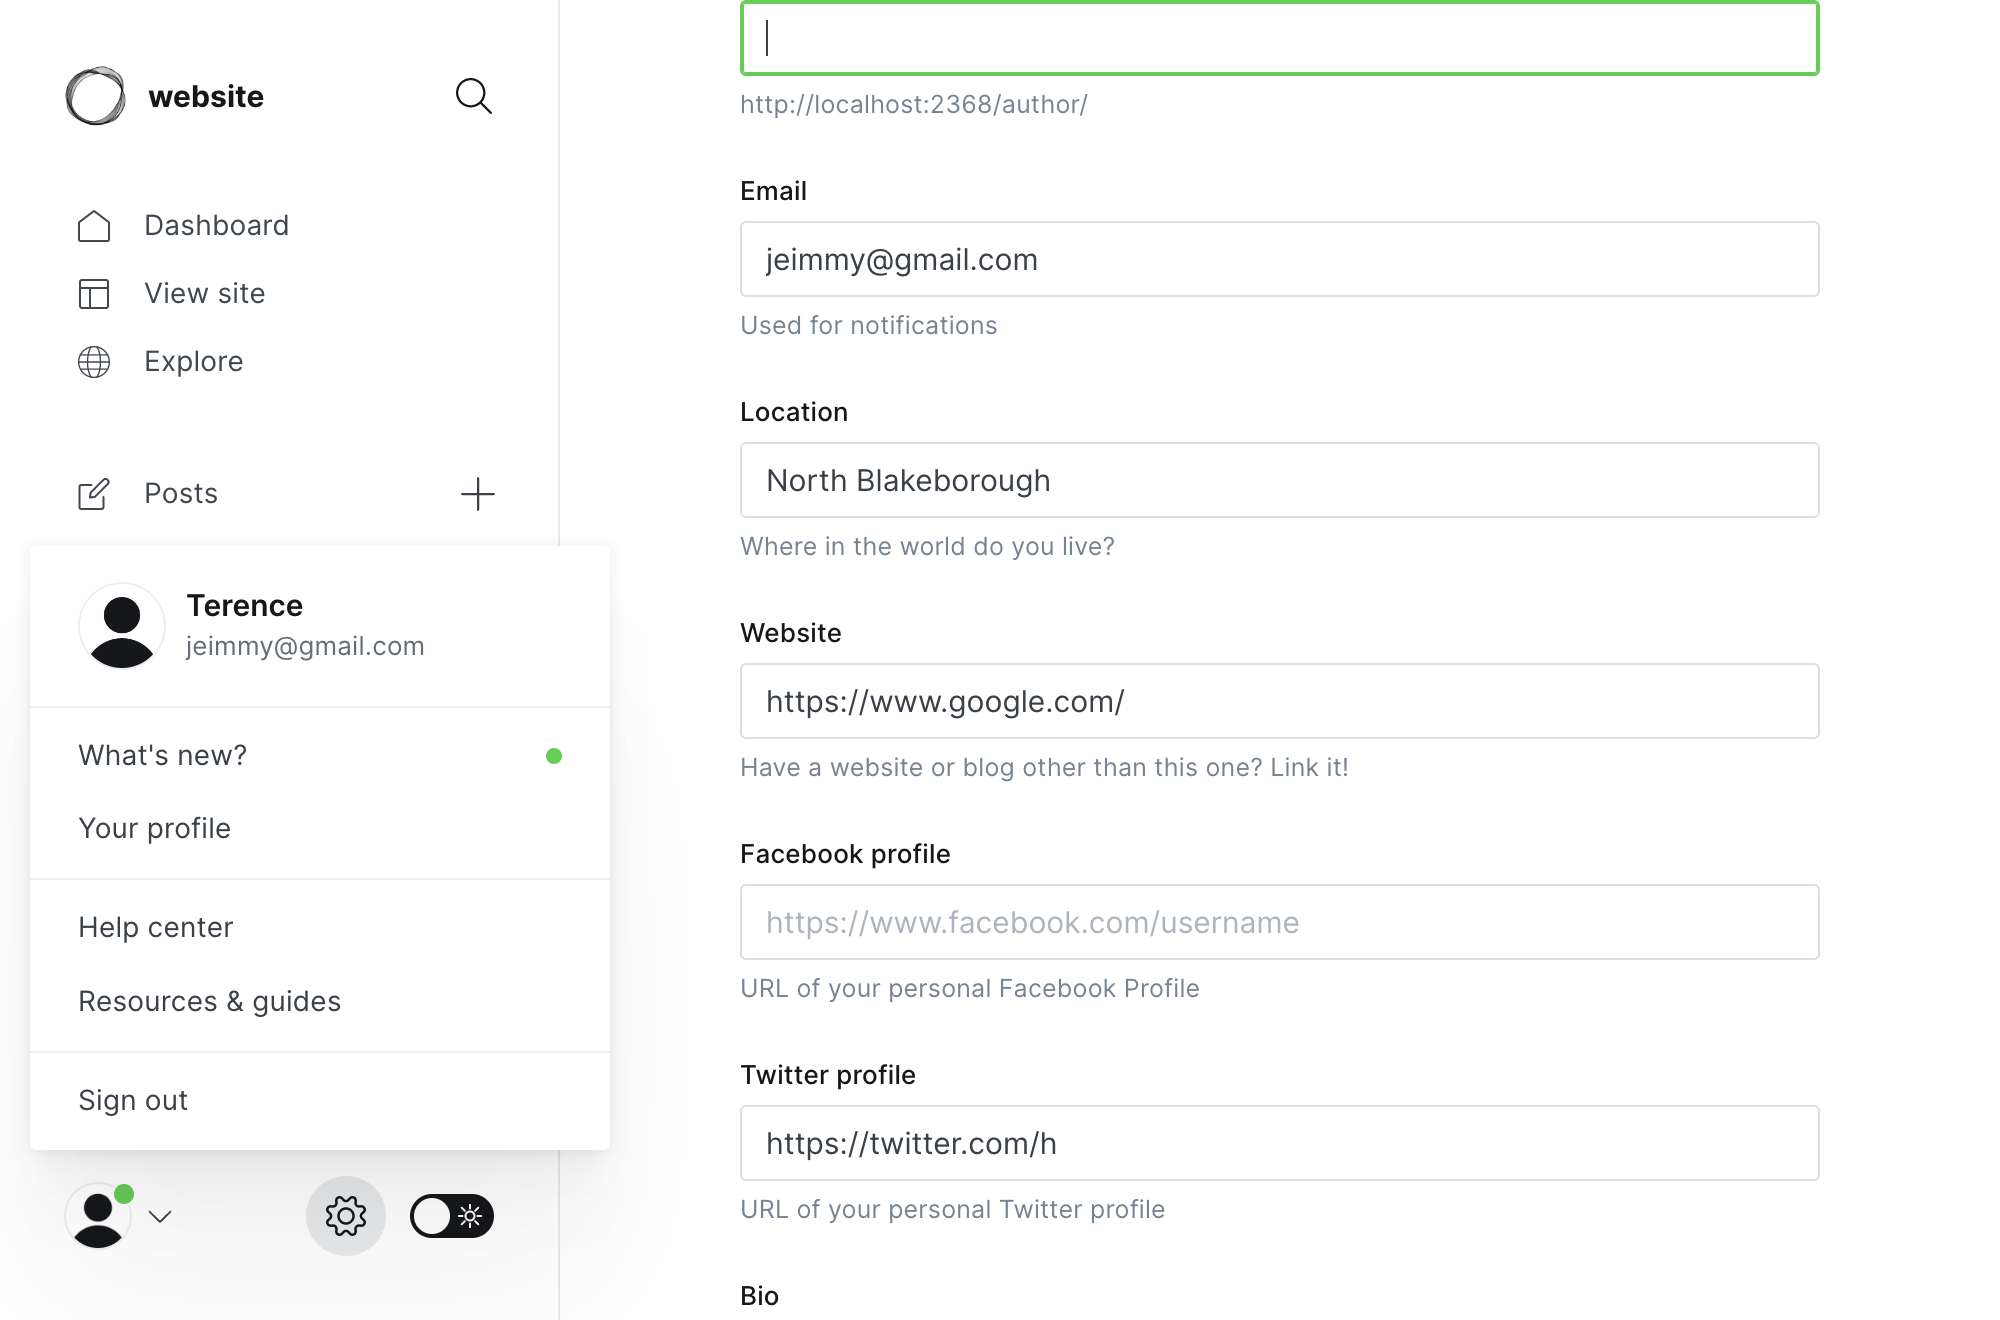 website
Dashboard
View site
Explore
Posts
Terence
jeimmy@gmail.com
What's new?
Your profile
Help center
Resources & guides
Sign out
http://localhost:2368/author/
Email
jeimmy@gmail.com
Used for notifications
Location
North Blakeborough
Where in the world do you live?
Website
https://www.google.com/
Have a website or blog other than this one? Link it!
Facebook profile
https://www.facebook.com/username
URL of your personal Facebook Profile
Twitter profile
https://twitter.com/h
URL of your personal Twitter profile
Bio